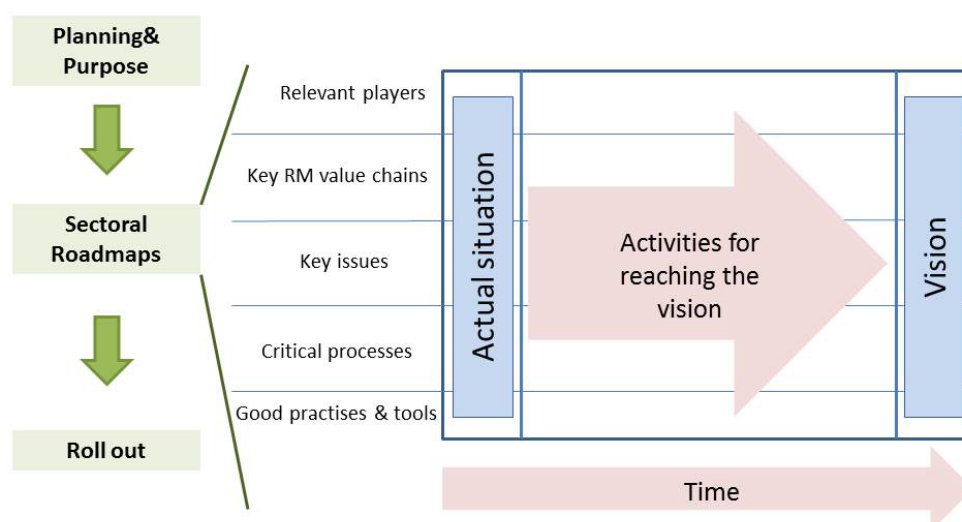 Planning&
Purpose
Sectoral
Roadmaps
Roll out
Relevant players
Key RM value chains
Key issues
Critical processes
Good practises & tools
Actual situation
Activities for
reaching the
vision
Vision
Time